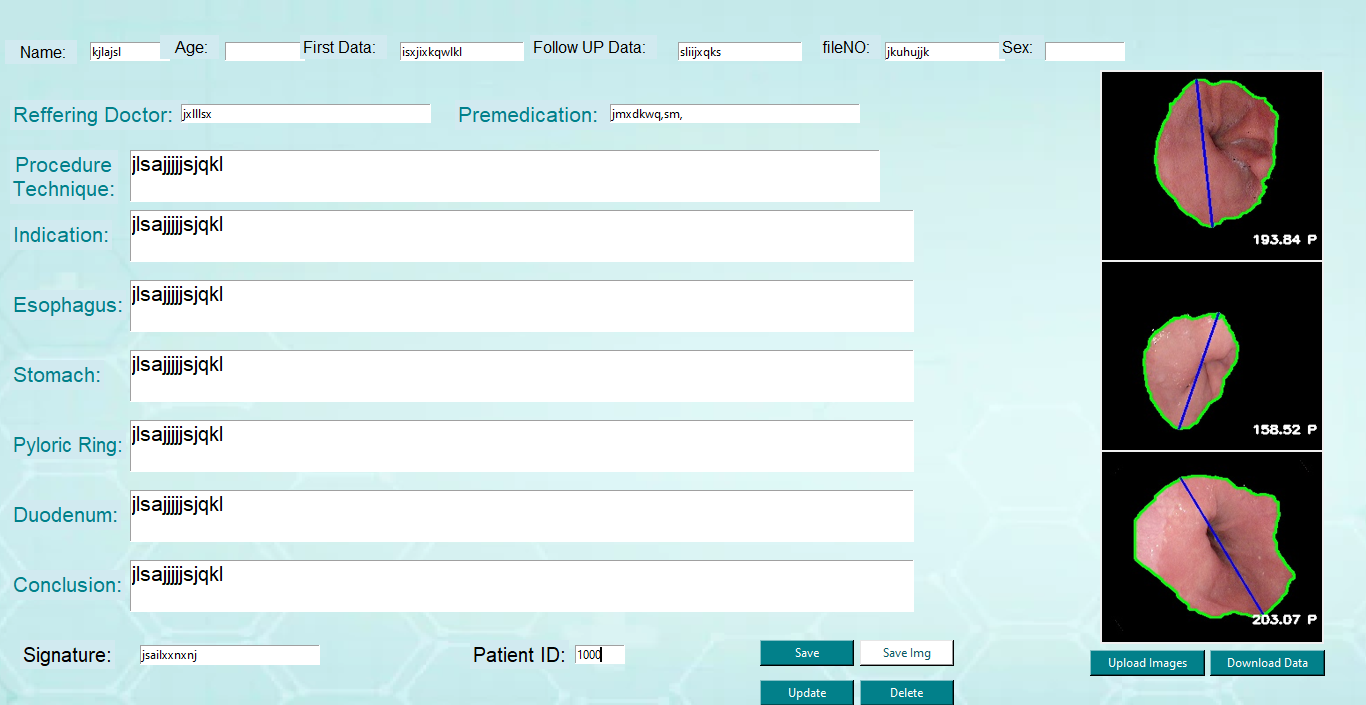 Name: kjlajsl Age: First Data: isxjixkqwlkl Follow UP Data: sliijxqks fileNO: jkuhujjk Sex:
Reffering Doctor: jxlllsx Premedication: jmxdkwq,sm,
Procedure
Technique: jlsajjjjjsjqkl
Indication: jlsajjjjjsjqkl
Esophagus: jlsajjjjjsjqkl
Stomach: jlsajjjjjsjqkl
Pyloric Ring: jlsajjjjjsjqkl
Duodenum: jlsajjjjjsjqkl
Conclusion: jlsajjjjjsjqkl
Signature: jsailxxnxnj Patient ID: 1000
Save Save Img
Update Delete
193.84 P
158.52 P
203.07 P
Upload Images Download Data